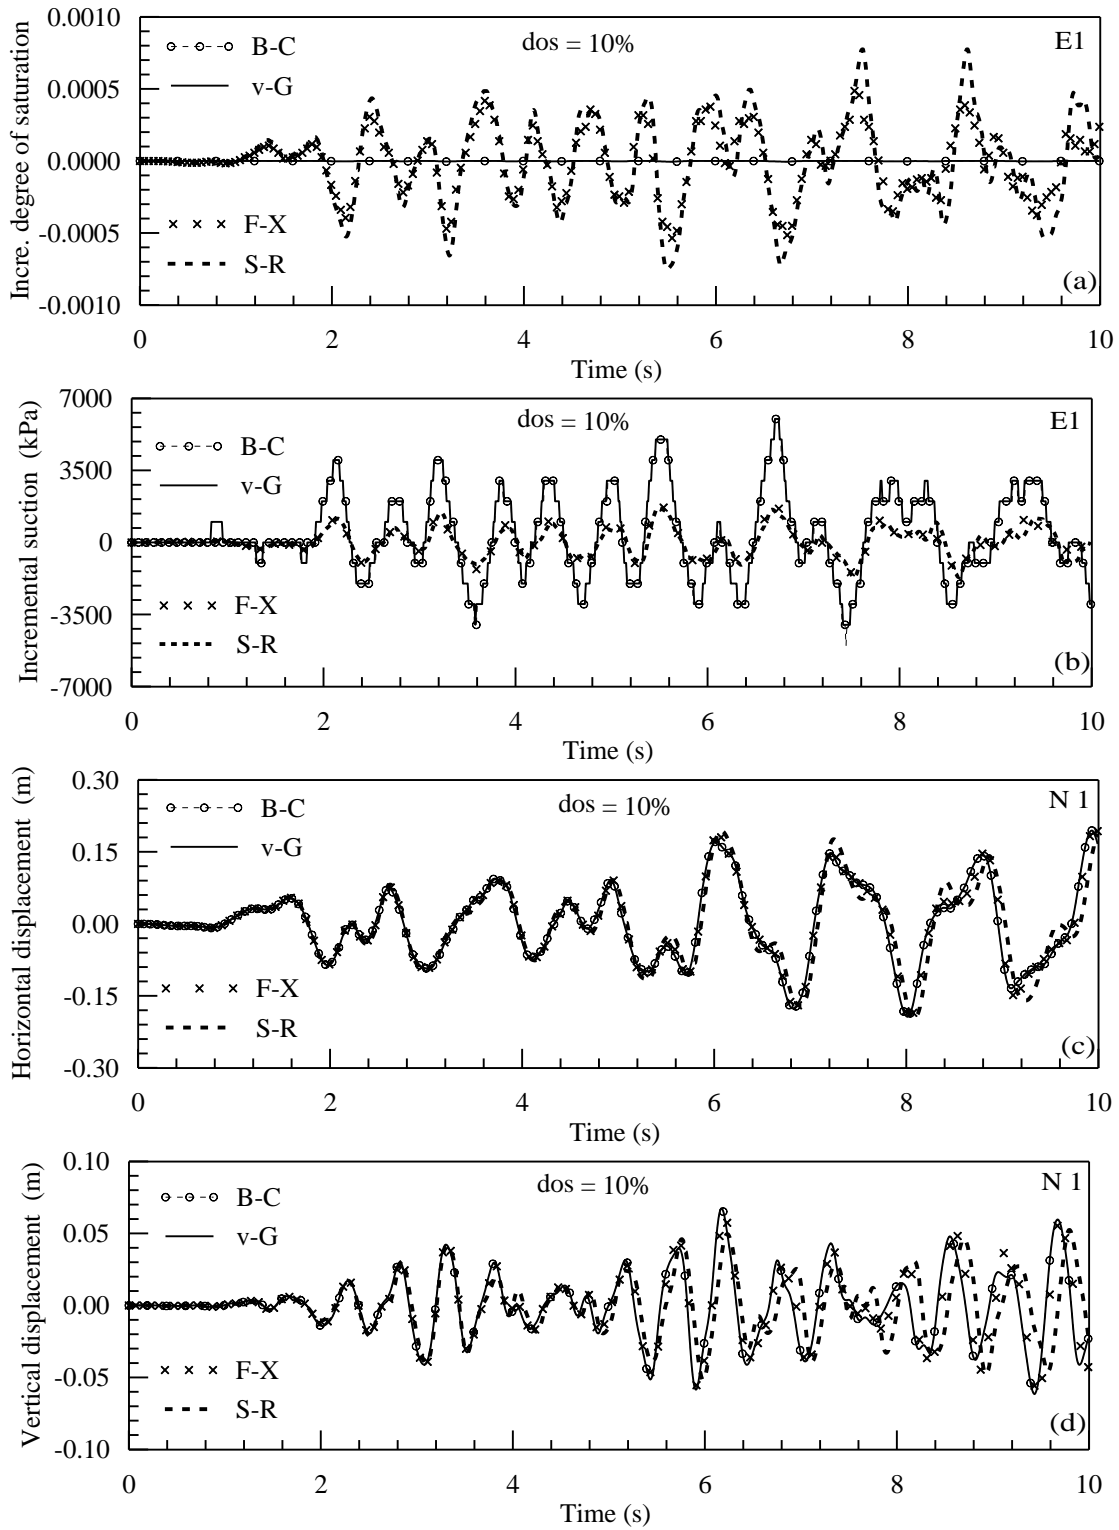 0.0010
0.0005
0.0000
-0.0005
-0.0010
Incre. degree of saturation
B-C
v-G
F-X
S-R
dos = 10%
E1
(a)
0 2 4 6 8 10
Time (s)
7000
3500
0
-3500
-7000
Incremental suction (kPa)
B-C
v-G
F-X
S-R
dos = 10%
E1
(b)
0 2 4 6 8 10
Time (s)
0.30
0.15
0.00
-0.15
-0.30
Horizontal displacement (m)
B-C
v-G
F-X
S-R
dos = 10%
N 1
(c)
0 2 4 6 8 10
Time (s)
0.10
0.05
0.00
-0.05
-0.10
Vertical displacement (m)
B-C
v-G
F-X
S-R
dos = 10%
N 1
(d)
0 2 4 6 8 10
Time (s)